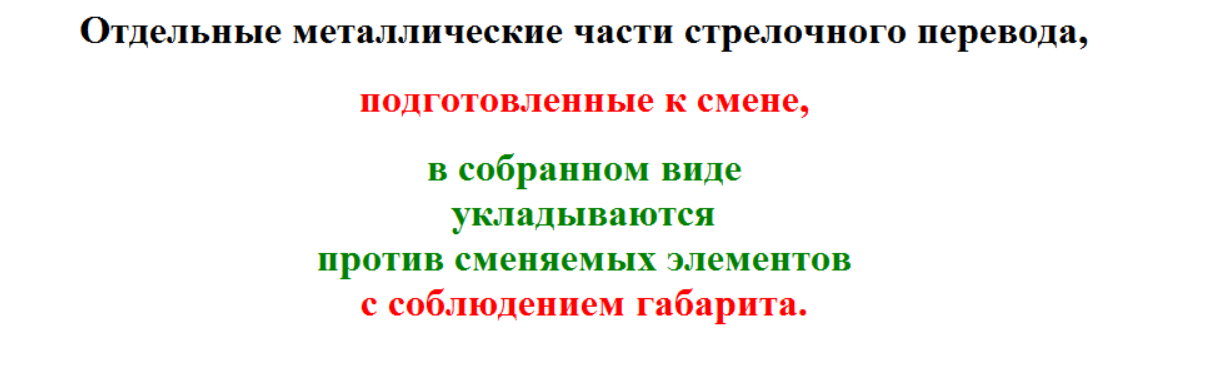 Отдельные металлические части стрелочного перевода,
подготовленные к смене,
в собранном виде
укладываются
против сменяемых элементов
с соблюдением габарита.